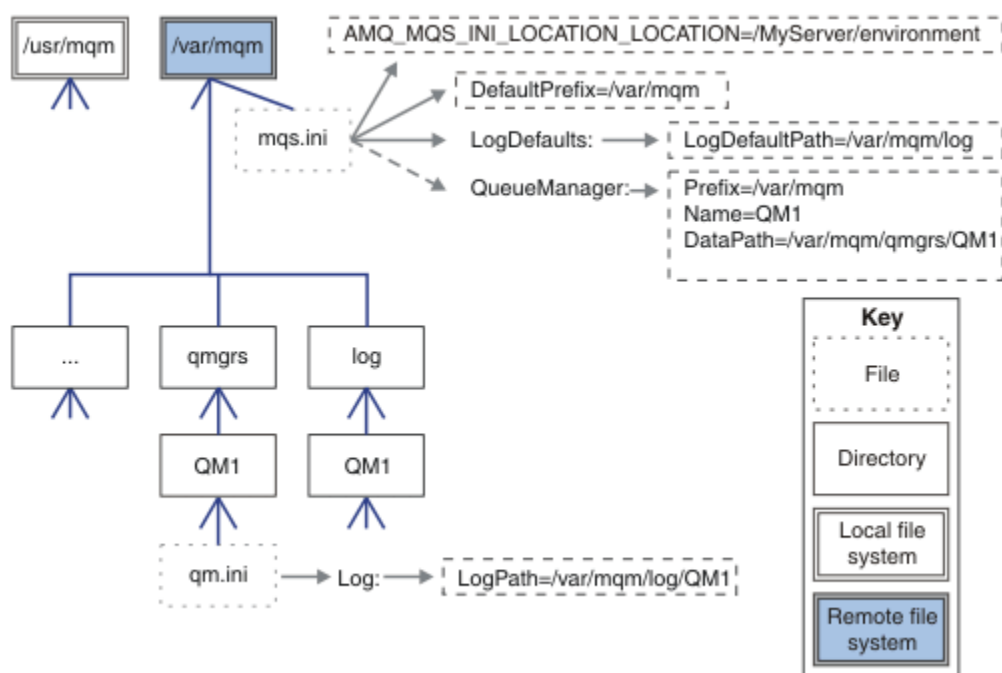 /usr/mqm
/var/mqm
AMQ_MQS_INI_LOCATION_LOCATION=/MyServer/environment
DefaultPrefix=/var/mqm
mqs.ini
LogDefaults:
LogDefaultPath=/var/mqm/log
QueueManager:
Prefix=/var/mqm
Name=QM1
DataPath=/var/mqm/qmgrs/QM1
...
qmgrs
log
QM1
QM1
qm.ini
Log:
LogPath=/var/mqm/log/QM1
Key
File
Directory
Local file
system
Remote file
system